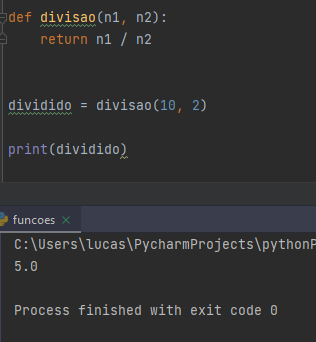 def divisao(n1, n2):
    return n1 / n2
dividido = divisao(10, 2)
print(dividido)
funcoes
C:\Users\lucas\PycharmProjects\pythonP
5.0
Process finished with exit code 0